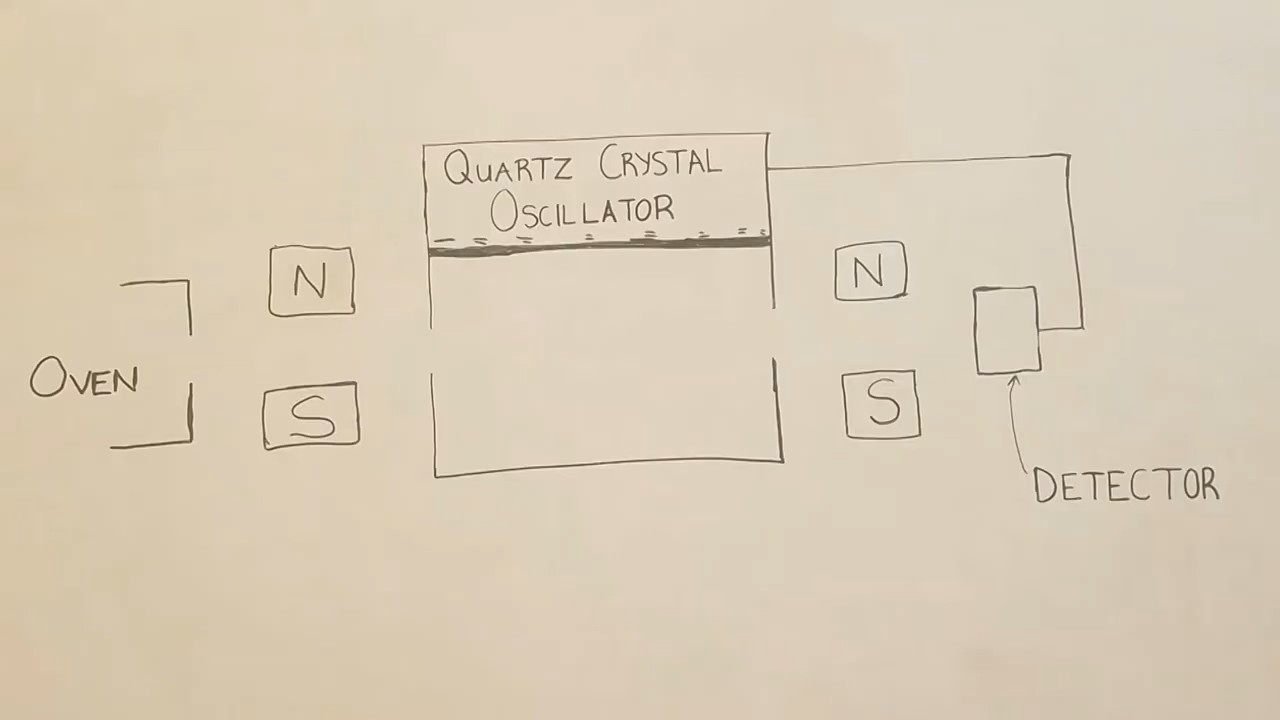 QUARTZ CRYSTAL
OSCILLATOR
N
N
OVEN
S
S
DETECTOR